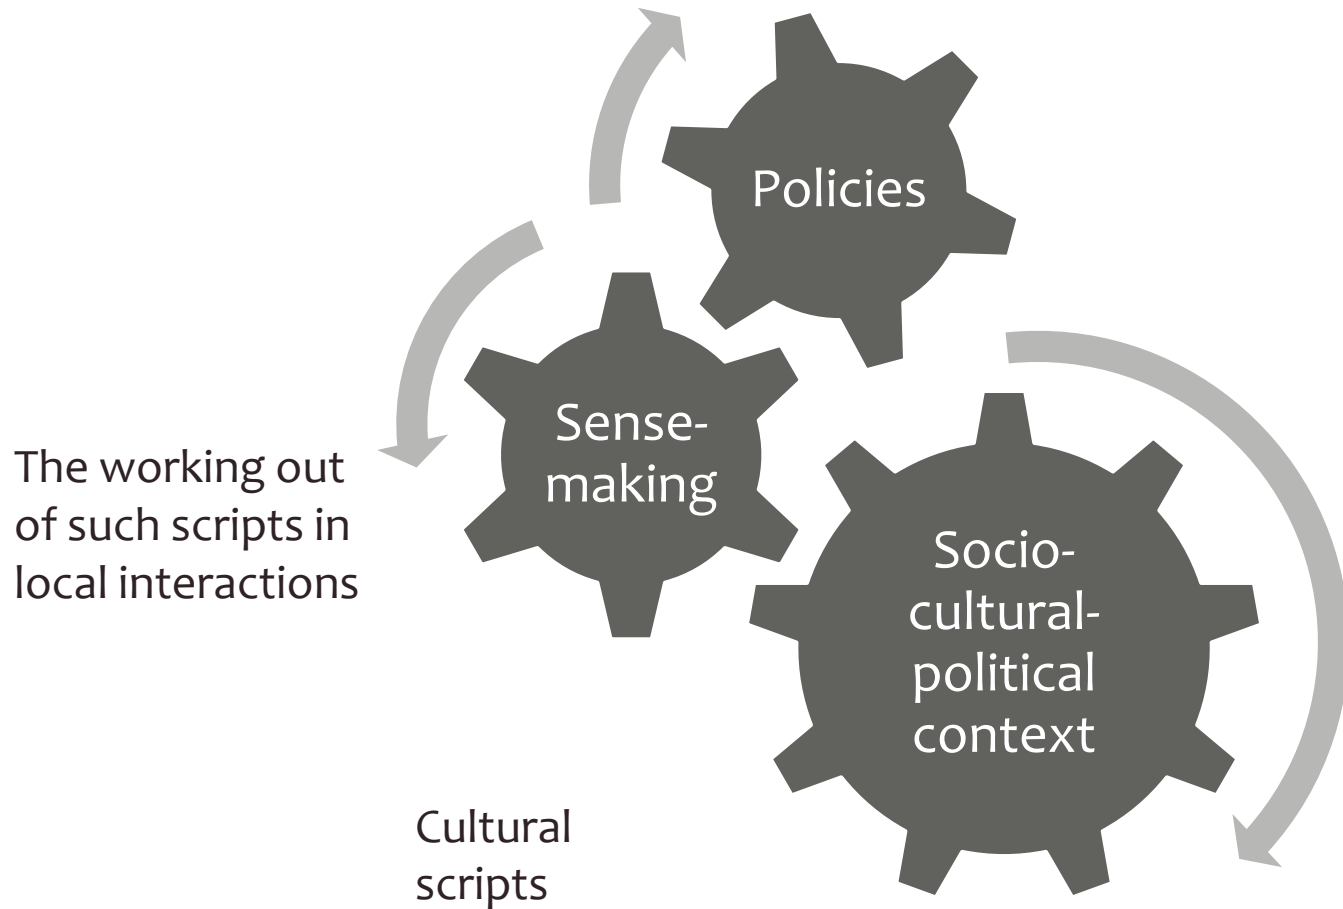 Policies
Sense-
making
The working out
of such scripts in
local interactions
Socio-
cultural-
political
context
Cultural
scripts